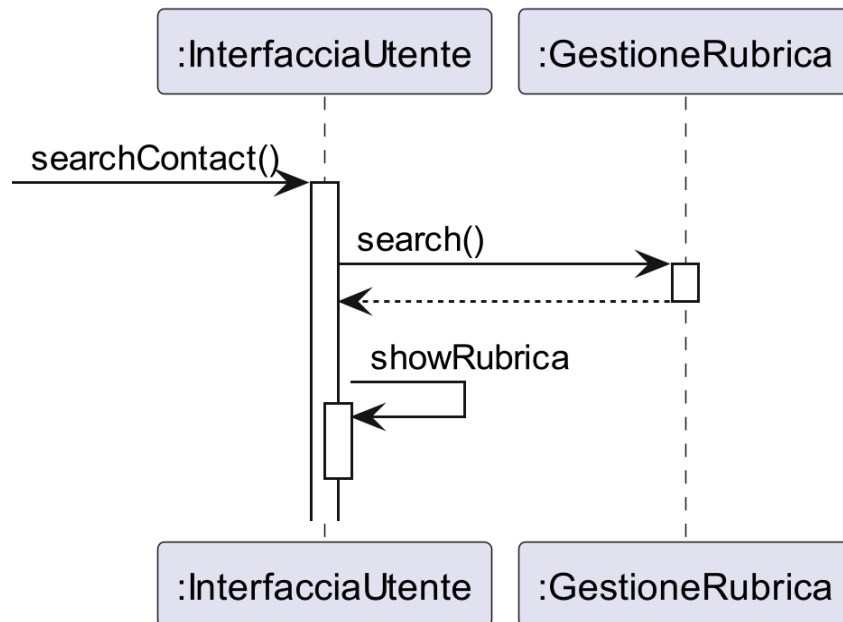 :InterfacciaUtente
:GestioneRubrica
searchContact()
search()
showRubrica
:InterfacciaUtente
:GestioneRubrica